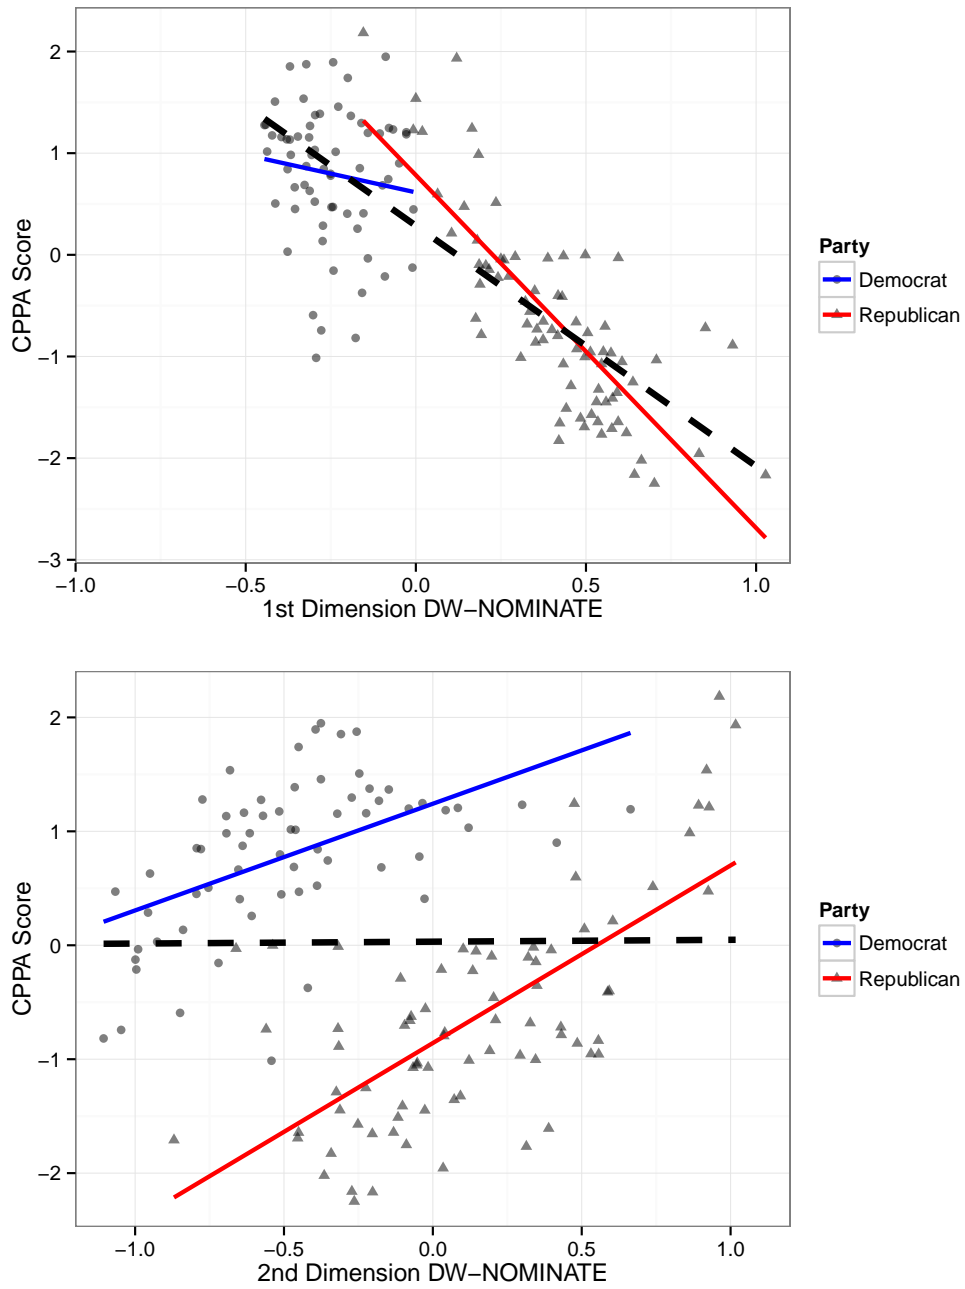 2
1
0
−1
−2
−3
CPPA Score
−1.0
−0.5
0.0
0.5
1.0
1st Dimension DW−NOMINATE
Party
Democrat
Republican
2
1
0
−1
−2
CPPA Score
−1.0
−0.5
0.0
0.5
1.0
2nd Dimension DW−NOMINATE
Party
Democrat
Republican